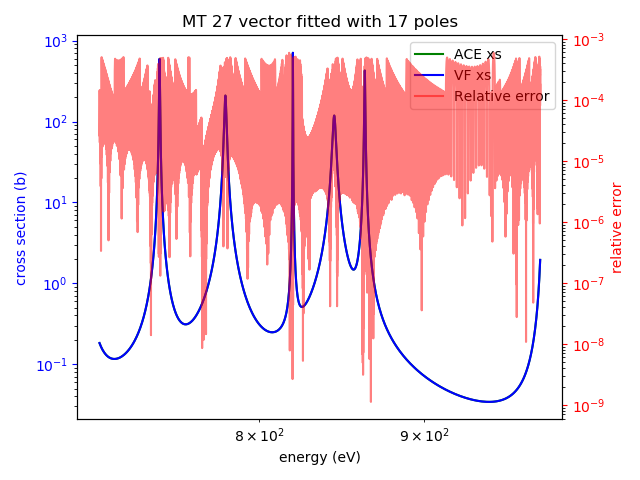 MT 27 vector fitted with 17 poles
ACE xs
VF xs
Relative error
cross section (b)
10³
10²
10¹
10⁰
10⁻¹
10⁻³
10⁻⁴
10⁻⁵
10⁻⁶
10⁻⁷
10⁻⁸
10⁻⁹
relative error
8 × 10²
9 × 10²
energy (eV)